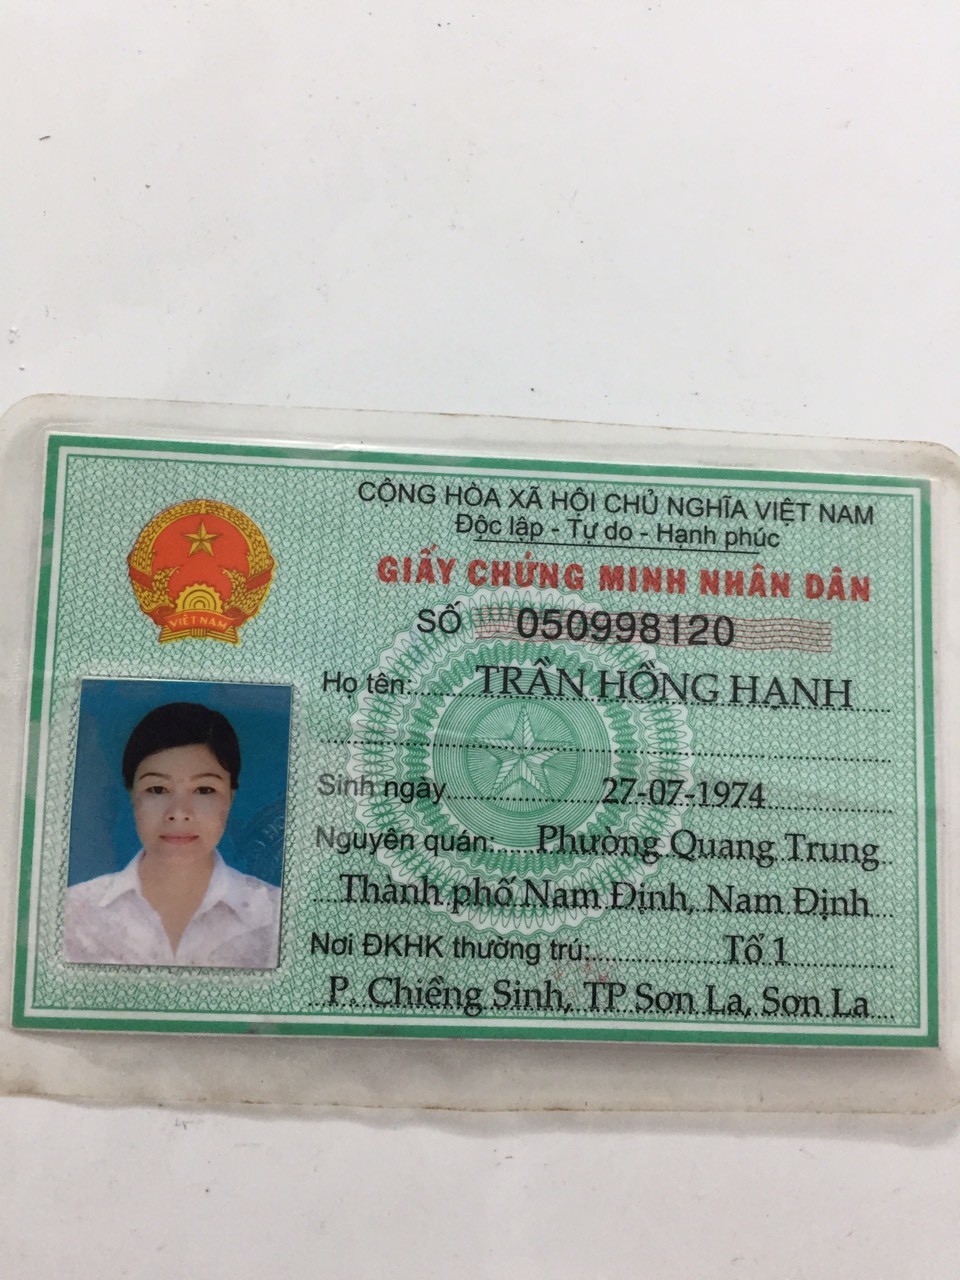 CỘNG HÒA XÃ HỘI CHỦ NGHĨA VIỆT NAM
Độc lập - Tự do - Hạnh phúc
GIẤY CHỨNG MINH NHÂN DÂN
SỐ 050998120
Họ tên: TRẦN HỒNG HẠNH
Sinh ngày 27-07-1974
Nguyên quán: Phường Quang Trung
Thành phố Nam Định, Nam Định
Nơi ĐKHK thường trú: Tổ 1
P. Chiềng Sinh, TP Sơn La, Sơn La
VIỆT NAM